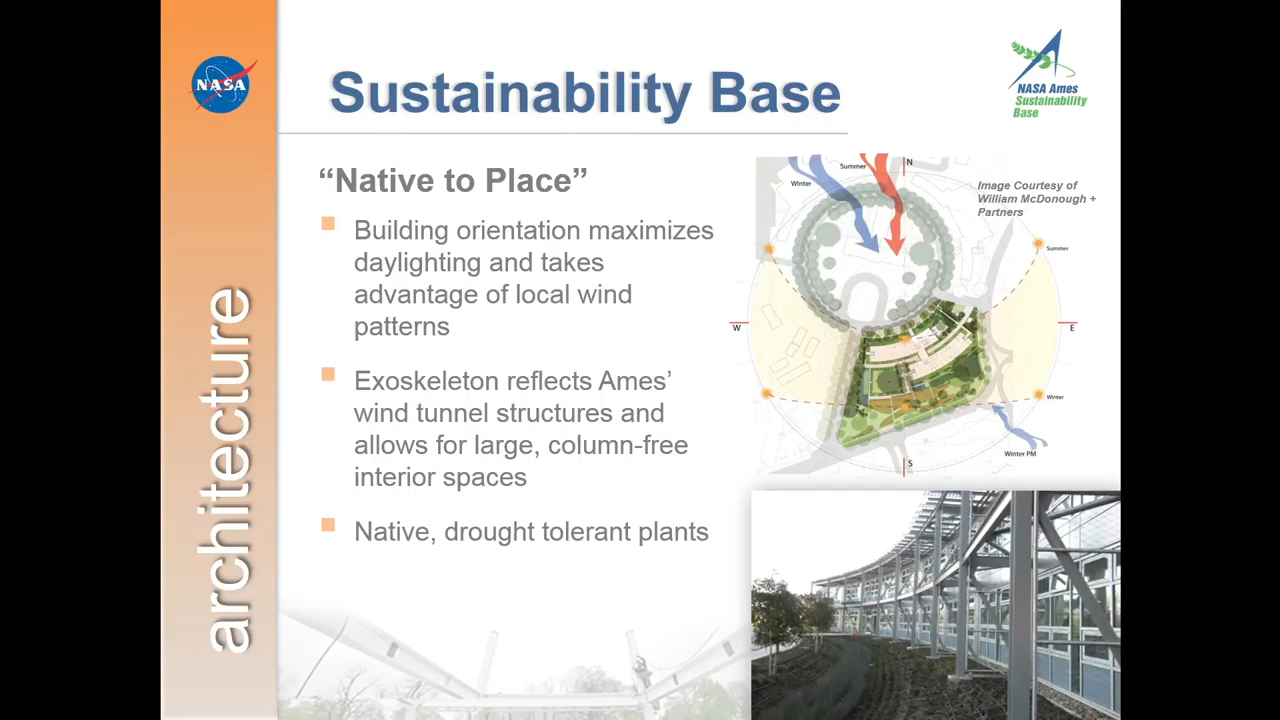 NASA
Sustainability Base
NASA Ames
Sustainability
Base
architecture
“Native to Place”
Building orientation maximizes
daylighting and takes
advantage of local wind
patterns
Exoskeleton reflects Ames’
wind tunnel structures and
allows for large, column-free
interior spaces
Native, drought tolerant plants
Winter
Summer
N
Image Courtesy of
William McDonough +
Partners
Summer
W
E
Winter
Winter PM
S